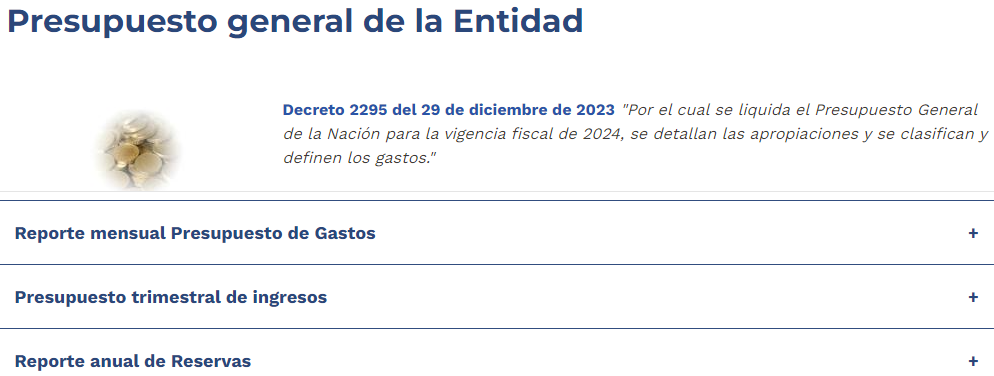 Presupuesto general de la Entidad
Decreto 2295 del 29 de diciembre de 2023 "Por el cual se liquida el Presupuesto General
de la Nación para la vigencia fiscal de 2024, se detallan las apropiaciones y se clasifican y
definen los gastos."
Reporte mensual Presupuesto de Gastos +
Presupuesto trimestral de ingresos +
Reporte anual de Reservas +